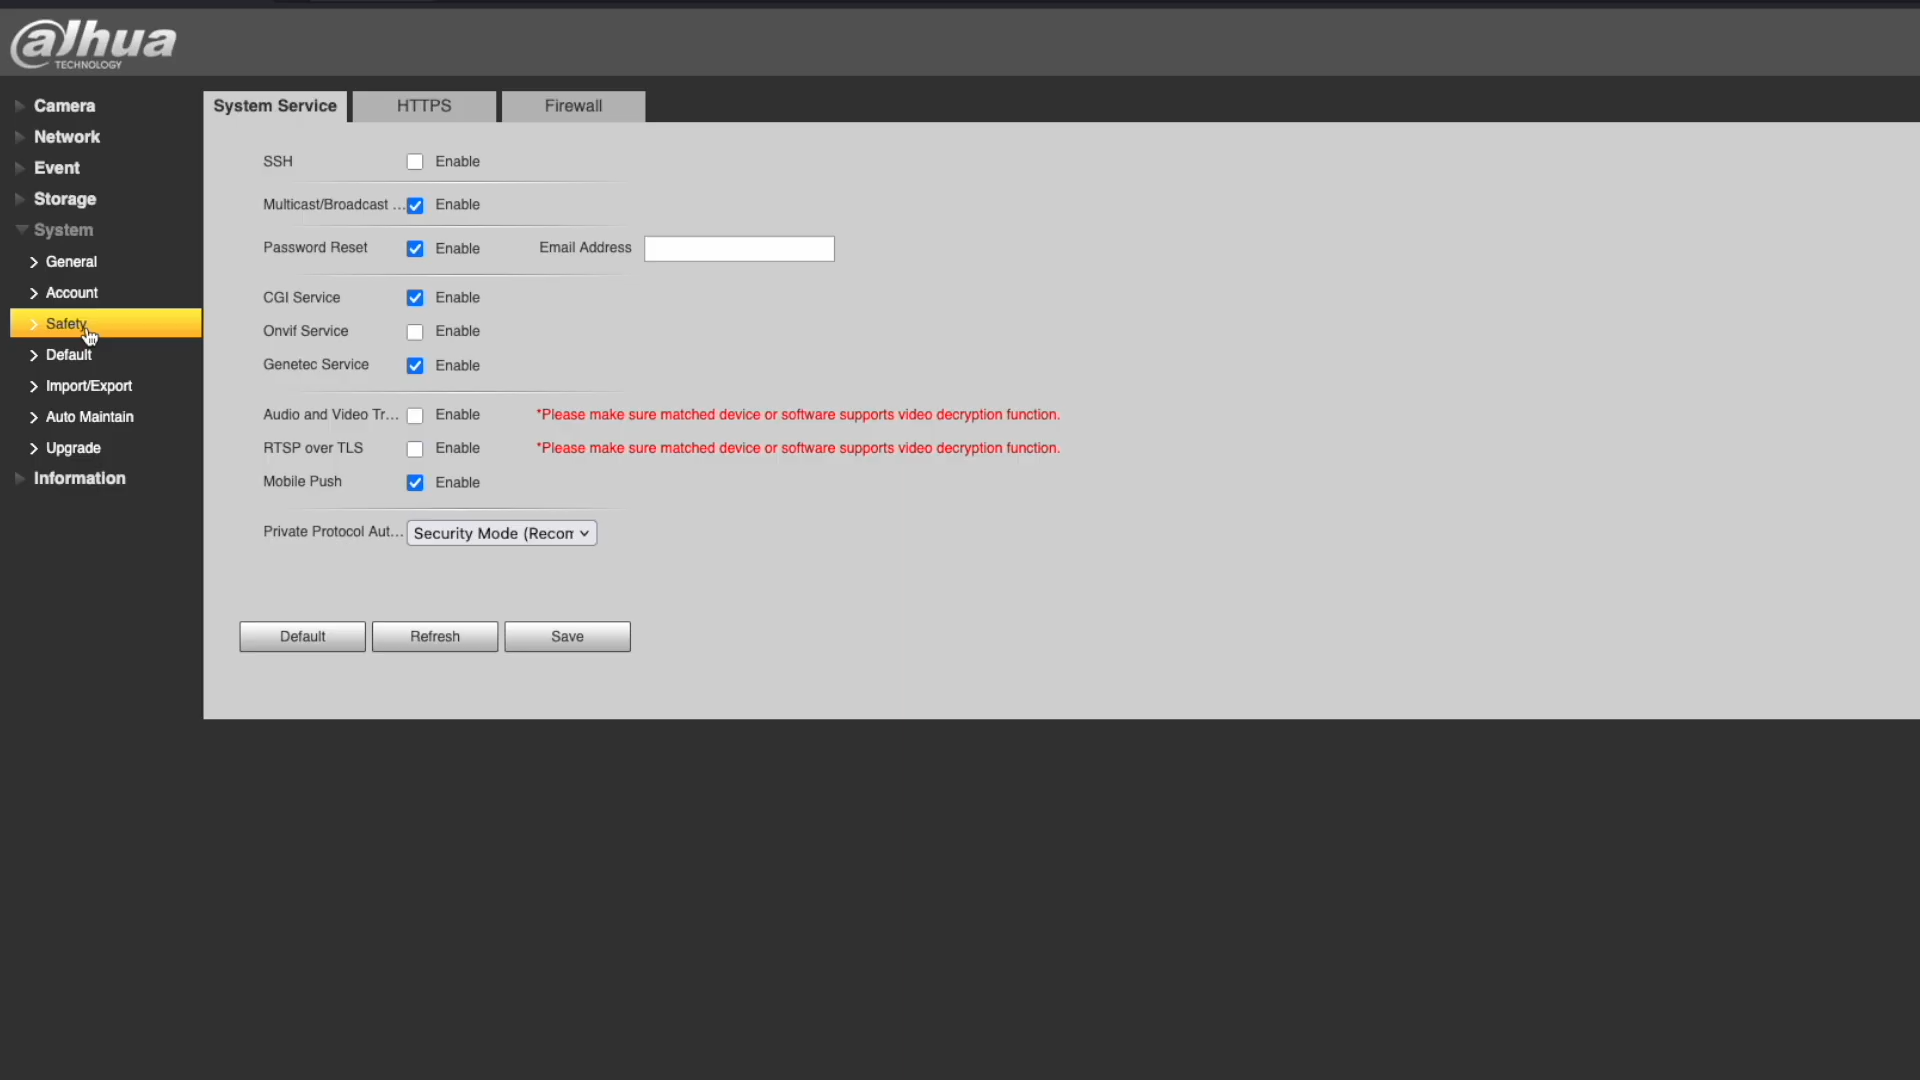 alhua
TECHNOLOGY
Camera
Network
Event
Storage
System
General
Account
Safety
Default
Import/Export
Auto Maintain
Upgrade
Information
System Service
HTTPS
Firewall
SSH Enable
Multicast/Broadcast ... Enable
Password Reset Enable Email Address
CGI Service Enable
Onvif Service Enable
Genetec Service Enable
Audio and Video Tr... Enable *Please make sure matched device or software supports video decryption function.
RTSP over TLS Enable *Please make sure matched device or software supports video decryption function.
Mobile Push Enable
Private Protocol Aut... Security Mode (Recom
Default Refresh Save